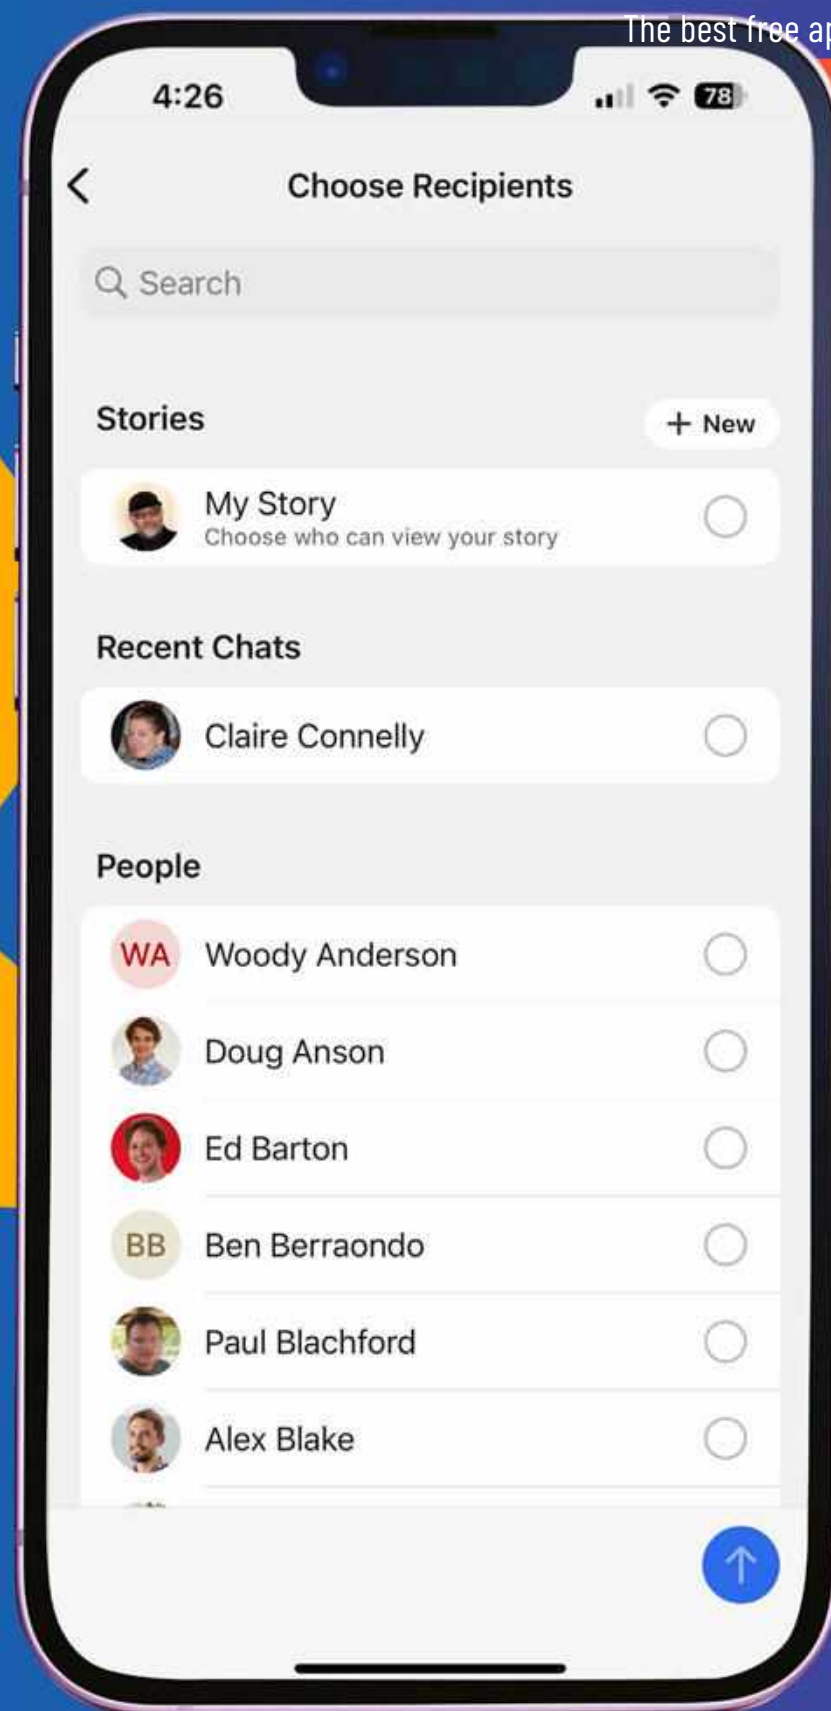 The best free ap
4:26
78
Choose Recipients
Search
Stories
+ New
My Story
Choose who can view your story
Recent Chats
Claire Connelly
People
WA Woody Anderson
Doug Anson
Ed Barton
BB Ben Berraondo
Paul Blachford
Alex Blake